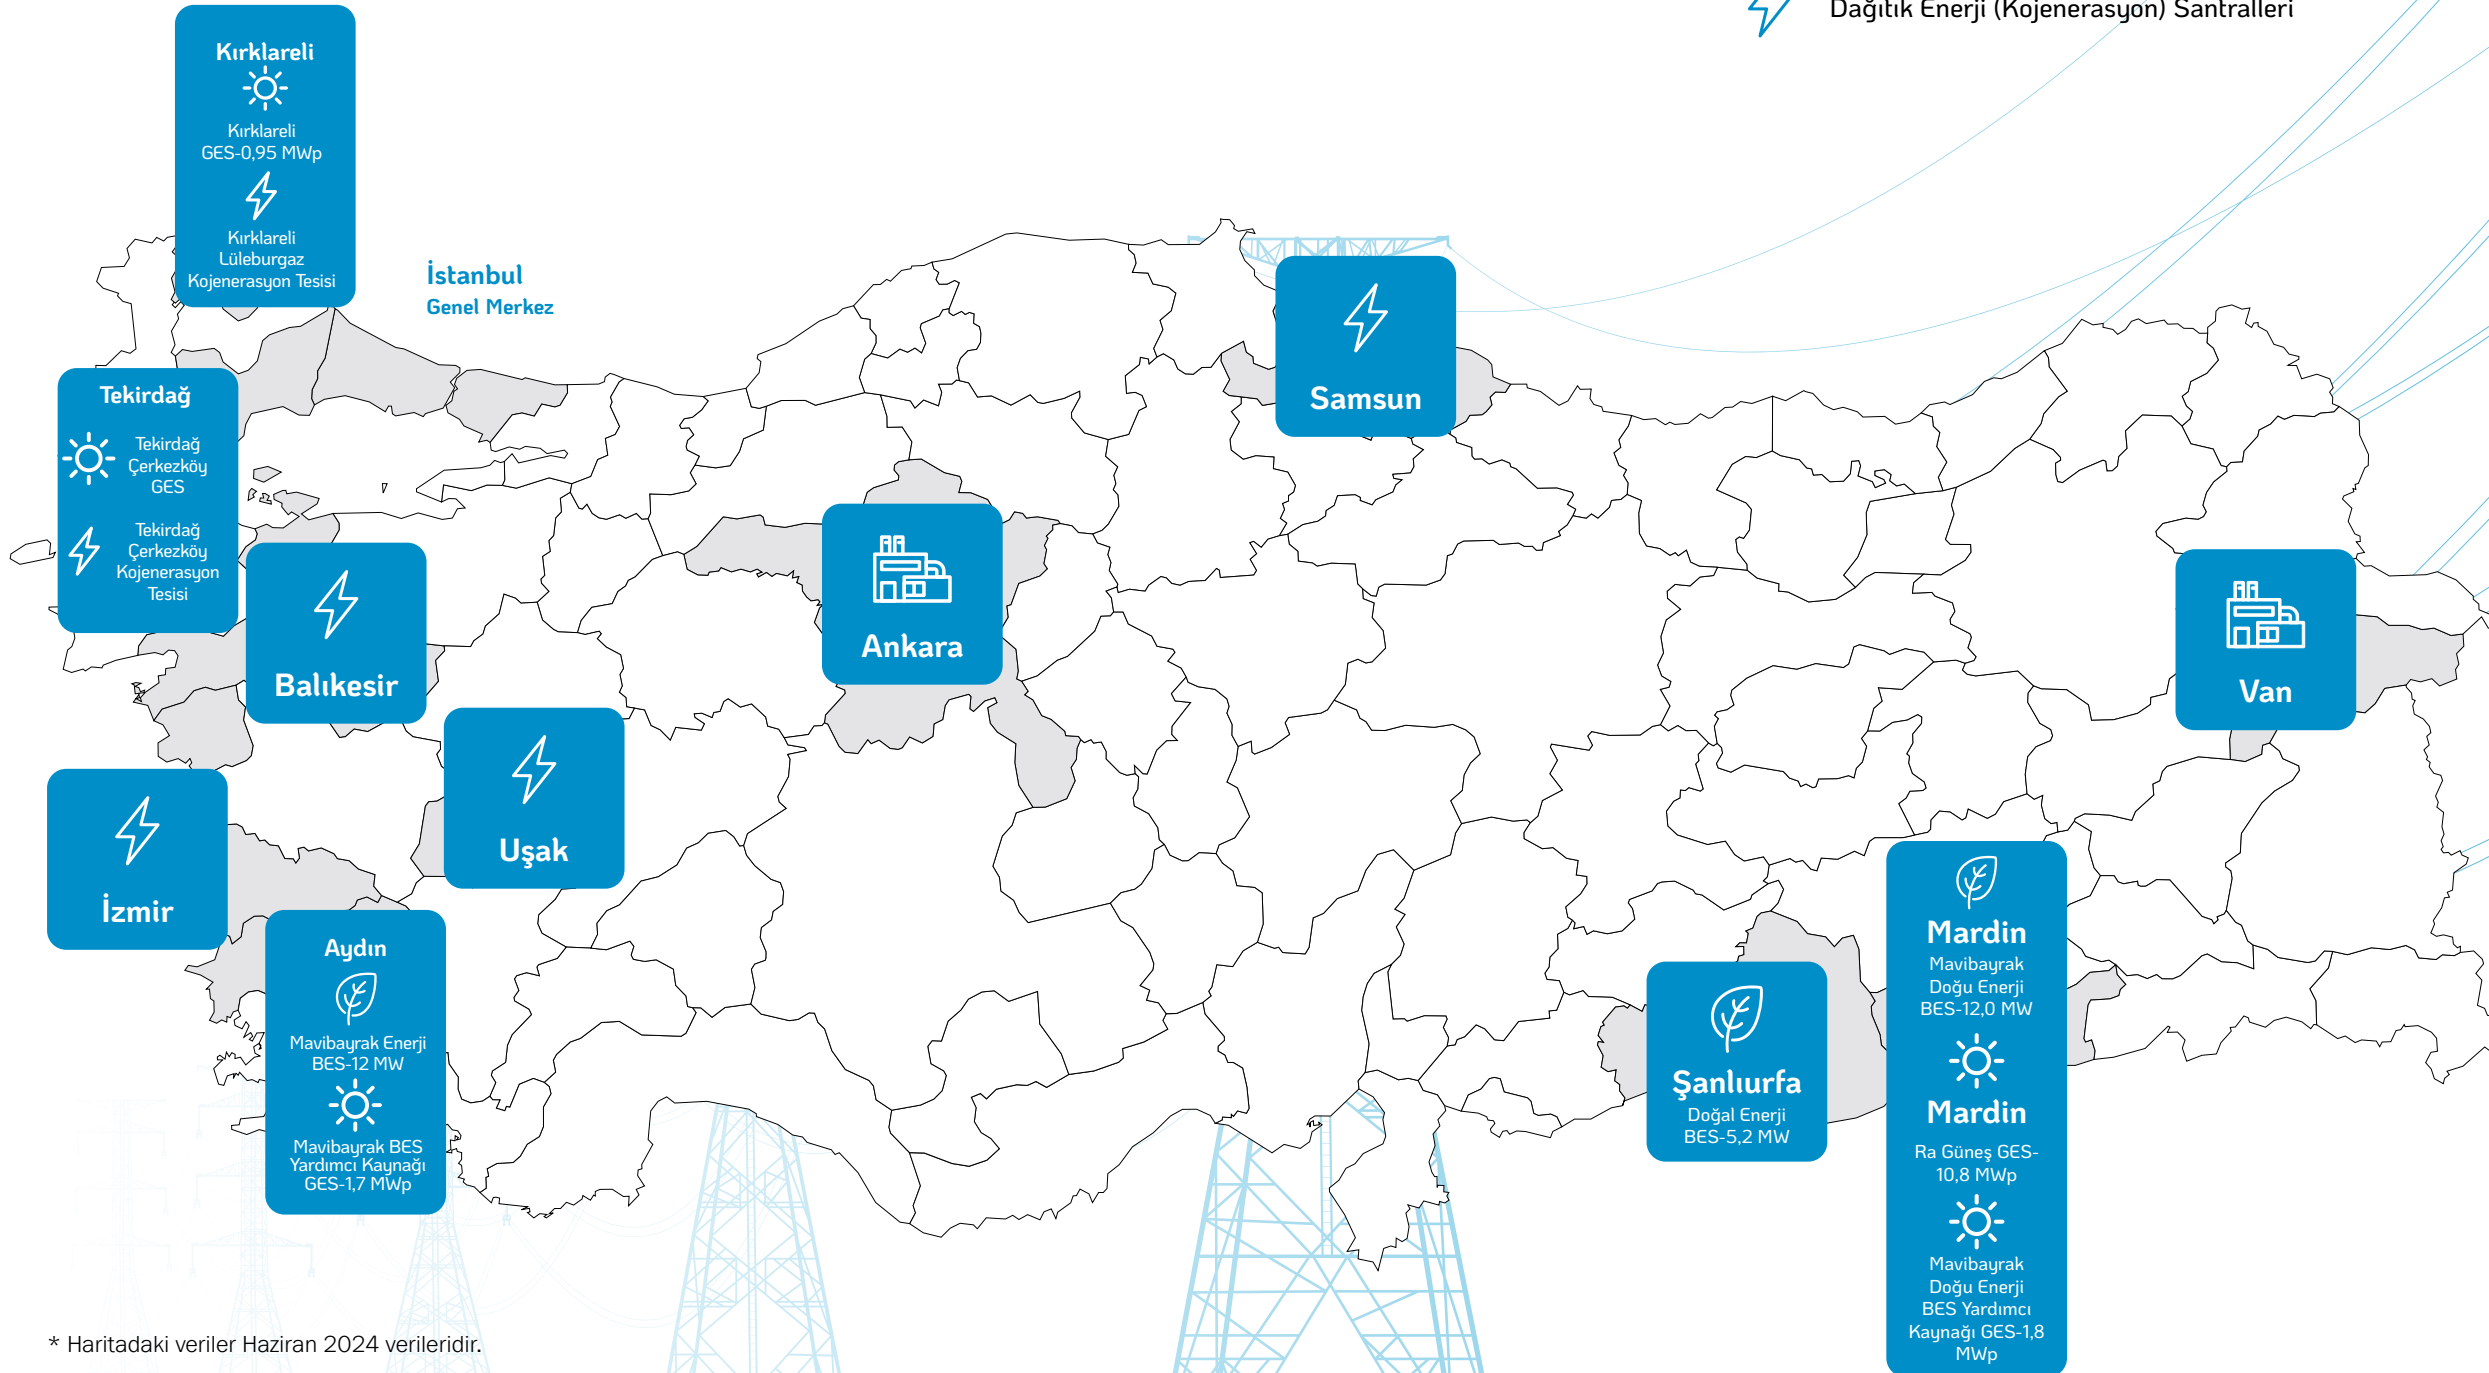 Dağıtık Enerji (Kojenerasyon) Santralleri
Kırklareli
Kırklareli
GES-0,95 MWp
Kırklareli
Lüleburgaz
Kojenerasyon Tesisi
İstanbul
Genel Merkez
Samsun
Tekirdağ
Tekirdağ
Çerkezköy
GES
Tekirdağ
Çerkezköy
Kojenerasyon
Tesisi
Balıkesir
Ankara
Van
Uşak
İzmir
Aydın
Mavibayrak Enerji
BES-12 MW
Mavibayrak BES
Yardımcı Kaynağı
GES-1,7 MWp
Şanlıurfa
Doğal Enerji
BES-5,2 MW
Mardin
Mavibayrak
Doğu Enerji
BES-12,0 MW
Mardin
Ra Güneş GES-
10,8 MWp
Mavibayrak
Doğu Enerji
BES Yardımcı
Kaynağı GES-1,8
MWp
* Haritadaki veriler Haziran 2024 verileridir.